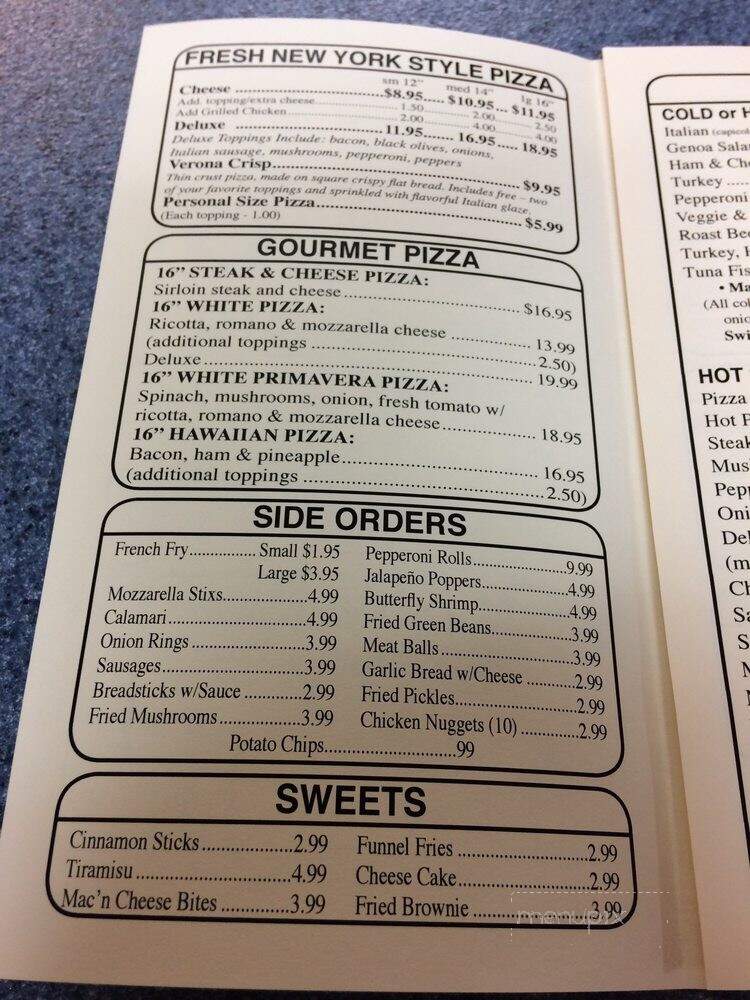 FRESH NEW YORK STYLE PIZZA
sm 12" med 14" lg 16"
Cheese ........ $8.95..... $10.95... $11.95
Add. topping/extra cheese........ 1.50 ........ 2.00 ........ 2.50
Add Grilled Chicken ........ 2.00 ........ 4.00 ........ 4.00
Deluxe ........ 11.95...... 16.95..... 18.95
Deluxe Toppings Include: bacon, black olives, onions,
Italian sausage, mushrooms, pepperoni, peppers
Verona Crisp........ $9.95
Thin crust pizza, made on square crispy flat bread. Includes free - two
of your favorite toppings and sprinkled with flavorful Italian glaze.
Personal Size Pizza........ $5.99
(Each topping - 1.00)
GOURMET PIZZA
16" STEAK & CHEESE PIZZA:
Sirloin steak and cheese........ $16.95
16" WHITE PIZZA:
Ricotta, romano & mozzarella cheese ........ 13.99
(additional toppings ........ 2.50)
Deluxe........ 19.99
16" WHITE PRIMAVERA PIZZA:
Spinach, mushrooms, onion, fresh tomato w/
ricotta, romano & mozzarella cheese........ 18.95
16" HAWAIIAN PIZZA:
Bacon, ham & pineapple........ 16.95
(additional toppings ........ 2.50)
SIDE ORDERS
French Fry........ Small $1.95
Large $3.95
Mozzarella Stixs........4.99
Calamari........4.99
Onion Rings ........3.99
Sausages........3.99
Breadsticks w/Sauce ........2.99
Fried Mushrooms........3.99
Pepperoni Rolls........9.99
Jalapeño Poppers........4.99
Butterfly Shrimp........4.99
Fried Green Beans........3.99
Meat Balls ........3.99
Garlic Bread w/Cheese ........2.99
Fried Pickles........2.99
Chicken Nuggets (10) ........2.99
Potato Chips........99
SWEETS
Cinnamon Sticks ........2.99
Tiramisu ........4.99
Mac'n Cheese Bites ........3.99
Funnel Fries ........2.99
Cheese Cake........2.99
Fried Brownie ........3.99
menupix
COLD or
Italian
Genoa
Ham &
Turkey ....
Pepperoni
Veggie &
Roast
Turkey,
Tuna
(All
HOT
Pizza
Hot